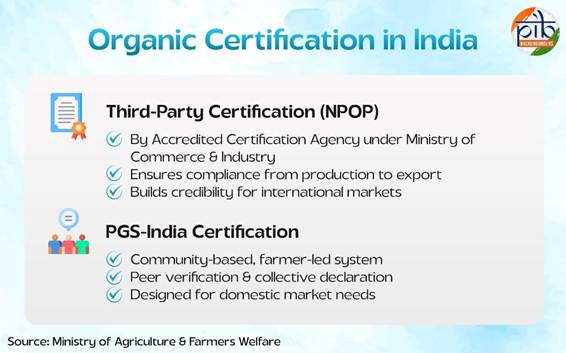 Organic Certification in India
pib
Third-Party Certification (NPOP)
By Accredited Certification Agency under Ministry of
Commerce & Industry
Ensures compliance from production to export
Builds credibility for international markets
PGS-India Certification
Community-based, farmer-led system
Peer verification & collective declaration
Designed for domestic market needs
Source: Ministry of Agriculture & Farmers Welfare